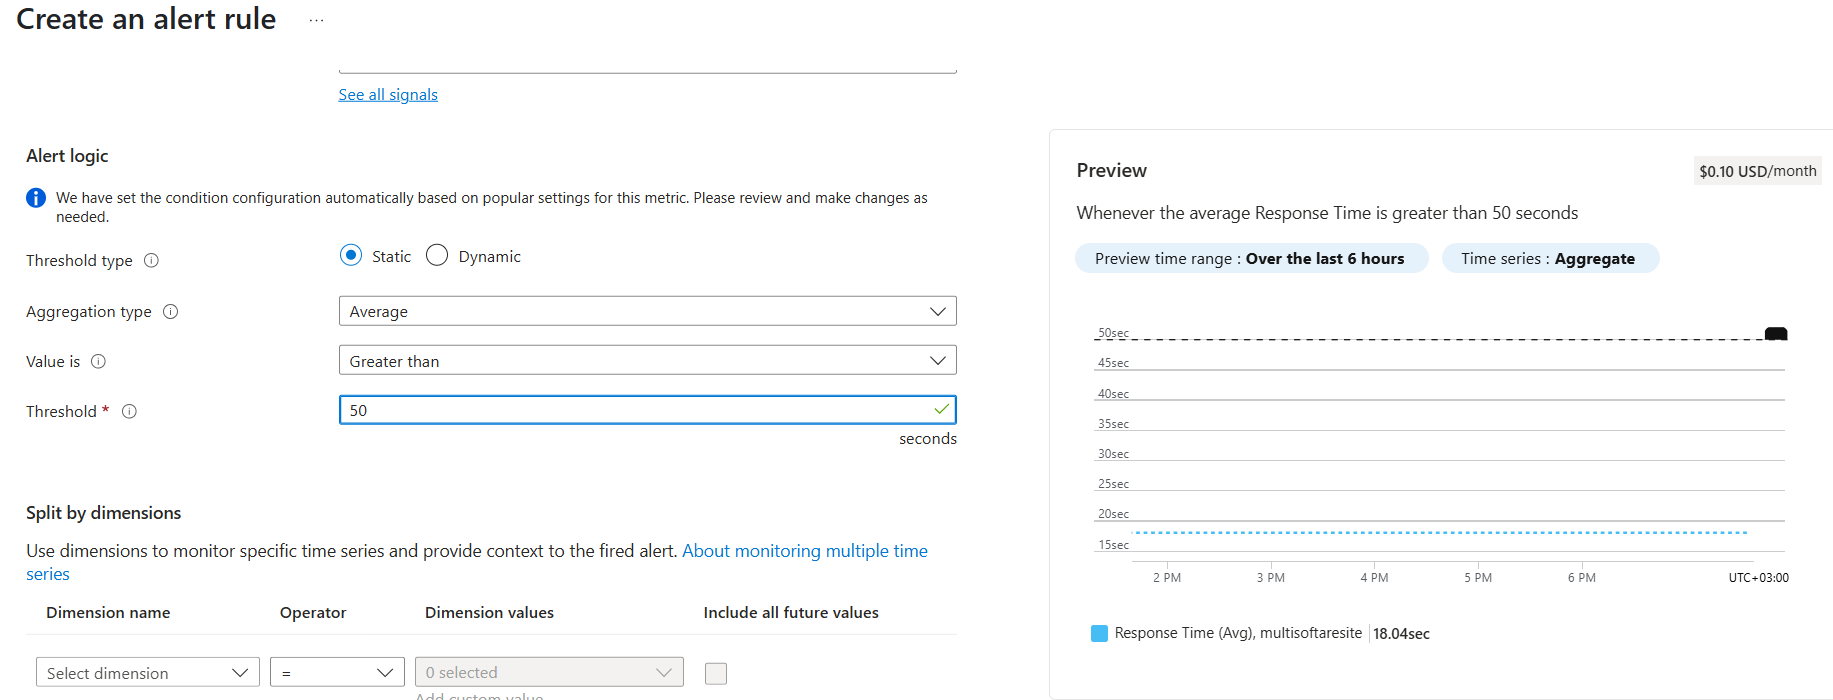 Create an alert rule ...
See all signals
Alert logic
We have set the condition configuration automatically based on popular settings for this metric. Please review and make changes as
needed.
Threshold type
Static
Dynamic
Aggregation type
Average
Value is
Greater than
Threshold *
50
seconds
Split by dimensions
Use dimensions to monitor specific time series and provide context to the fired alert. About monitoring multiple time
series
Dimension name Operator Dimension values Include all future values
Select dimension = 0 selected
Add custom value
Preview
$0.10 USD/month
Whenever the average Response Time is greater than 50 seconds
Preview time range : Over the last 6 hours Time series : Aggregate
50sec
45sec
40sec
35sec
30sec
25sec
20sec
15sec
2 PM 3 PM 4 PM 5 PM 6 PM UTC+03:00
Response Time (Avg), multisoftaresite 18.04sec